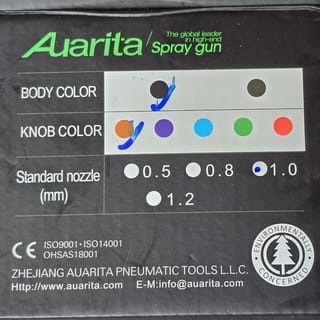 Auarita / The global leader in high-end Spray gun
BODY COLOR
KNOB COLOR
Standard nozzle (mm)
0.5 0.8 1.0
1.2
CE ISO9001·ISO14001
OHSAS18001
ENVIRONMENTALLY CONCERNED
ZHEJIANG AUARITA PNEUMATIC TOOLS L.L.C.
Http://www.auarita.com E-M:info@auarita.com